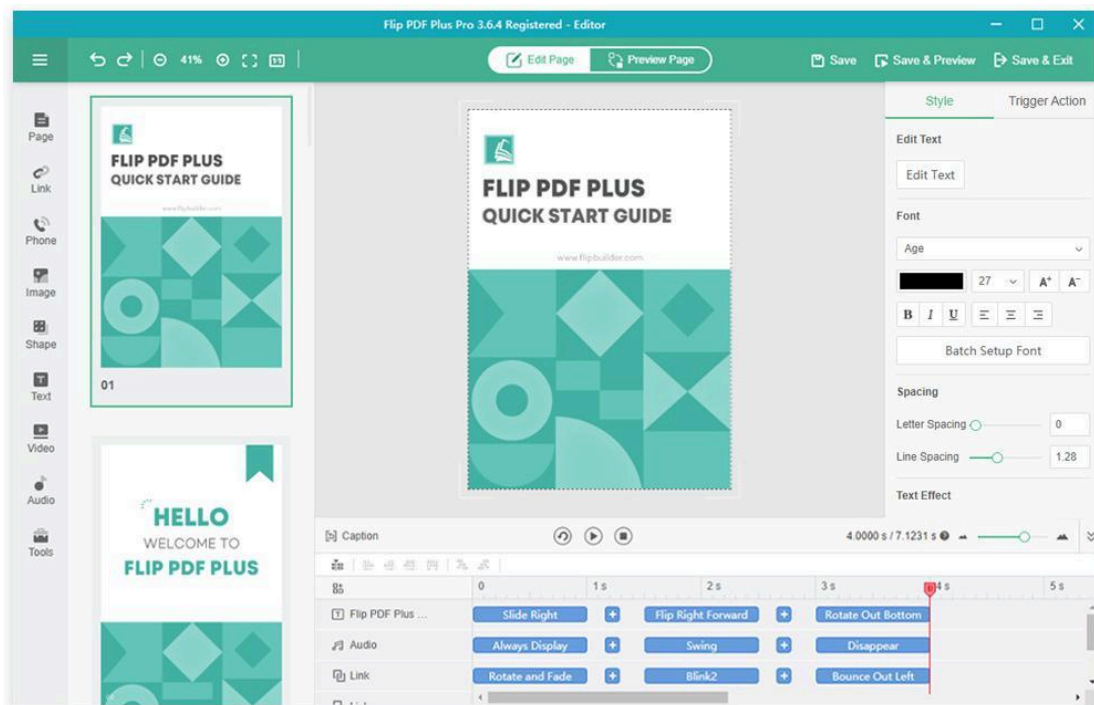 Flip PDF Plus Pro 3.6.4 Registered - Editor
41%
1:1
Edit Page
Preview Page
Save
Save & Preview
Save & Exit
Page
Link
Phone
Image
Shape
Text
Video
Audio
Tools
FLIP PDF PLUS
QUICK START GUIDE
www.flipbuilder.com
01
HELLO
WELCOME TO
FLIP PDF PLUS
FLIP PDF PLUS
QUICK START GUIDE
www.flipbuilder.com
Style
Trigger Action
Edit Text
Edit Text
Font
Age
27
A+
A-
B
I
U
Batch Setup Font
Spacing
Letter Spacing
0
Line Spacing
1.28
Text Effect
Caption
4.0000 s / 7.1231 s
0
1 s
2 s
3 s
4 s
5 s
Flip PDF Plus ...
Slide Right
Flip Right Forward
Rotate Out Bottom
Audio
Always Display
Swing
Disappear
Link
Rotate and Fade
Blink2
Bounce Out Left